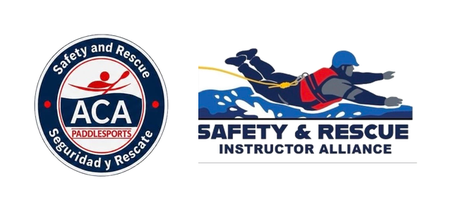 Safety and Rescue
ACA
PADDLESPORTS
Seguridad y Rescate
SAFETY & RESCUE
INSTRUCTOR ALLIANCE